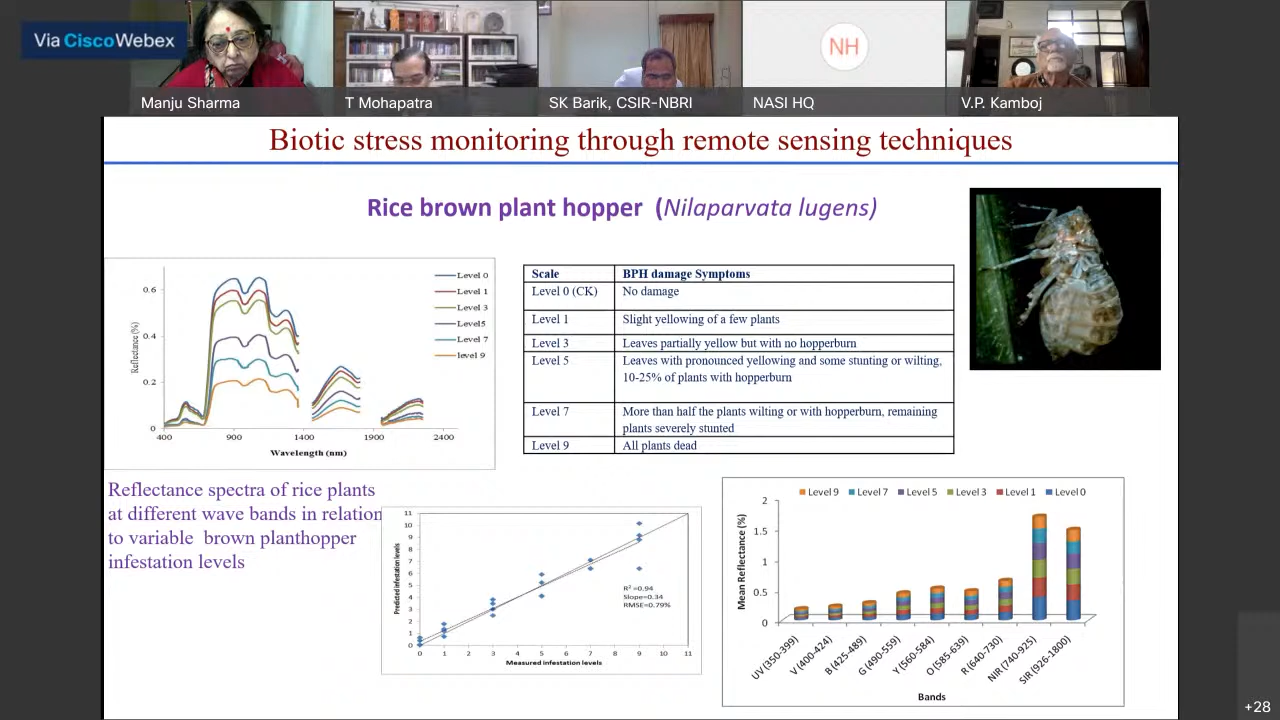 Via Cisco Webex
Manju Sharma
T Mohapatra
SK Barik, CSIR-NBRI
NH
NASI HQ
V.P. Kamboj
Biotic stress monitoring through remote sensing techniques
Rice brown plant hopper (Nilaparvata lugens)
Reflectance (%)
0.6
0.4
0.2
0
400 900 1400 1900 2400
Wavelength (nm)
Level 0
Level 1
Level 3
Level5
Level 7
level 9
Scale BPH damage Symptoms
Level 0 (CK) No damage
Level 1 Slight yellowing of a few plants
Level 3 Leaves partially yellow but with no hopperburn
Level 5 Leaves with pronounced yellowing and some stunting or wilting,
10-25% of plants with hopperburn
Level 7 More than half the plants wilting or with hopperburn, remaining
plants severely stunted
Level 9 All plants dead
Reflectance spectra of rice plants
at different wave bands in relation
to variable brown planthopper
infestation levels
Predicted infestation levels
11
10
9
8
7
6
5
4
3
2
1
0
0 1 2 3 4 5 6 7 8 9 10 11
Measured infestation levels
R² =0.94
Slope=0.34
RMSE=0.79%
Level 9 Level 7 Level 5 Level 3 Level 1 Level 0
Mean Reflectance (%)
2
1.5
1
0.5
0
UV (350-399)
V (400-424)
B (425-489)
G (490-559)
Y (560-584)
O (585-639)
R (640-730)
NIR (740-925)
SIR (926-1800)
Bands
+28